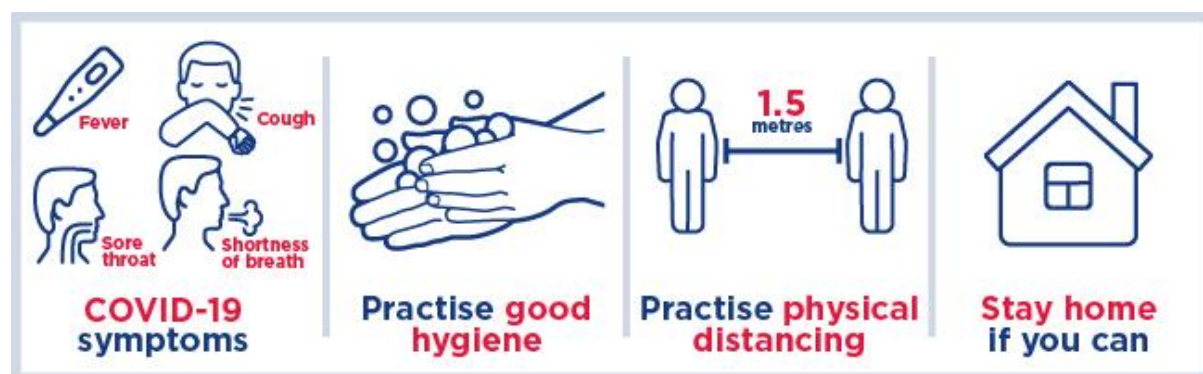 Fever
Cough
Sore
throat
Shortness
of breath
COVID-19
symptoms
Practise good
hygiene
1.5
metres
Practise physical
distancing
Stay home
if you can